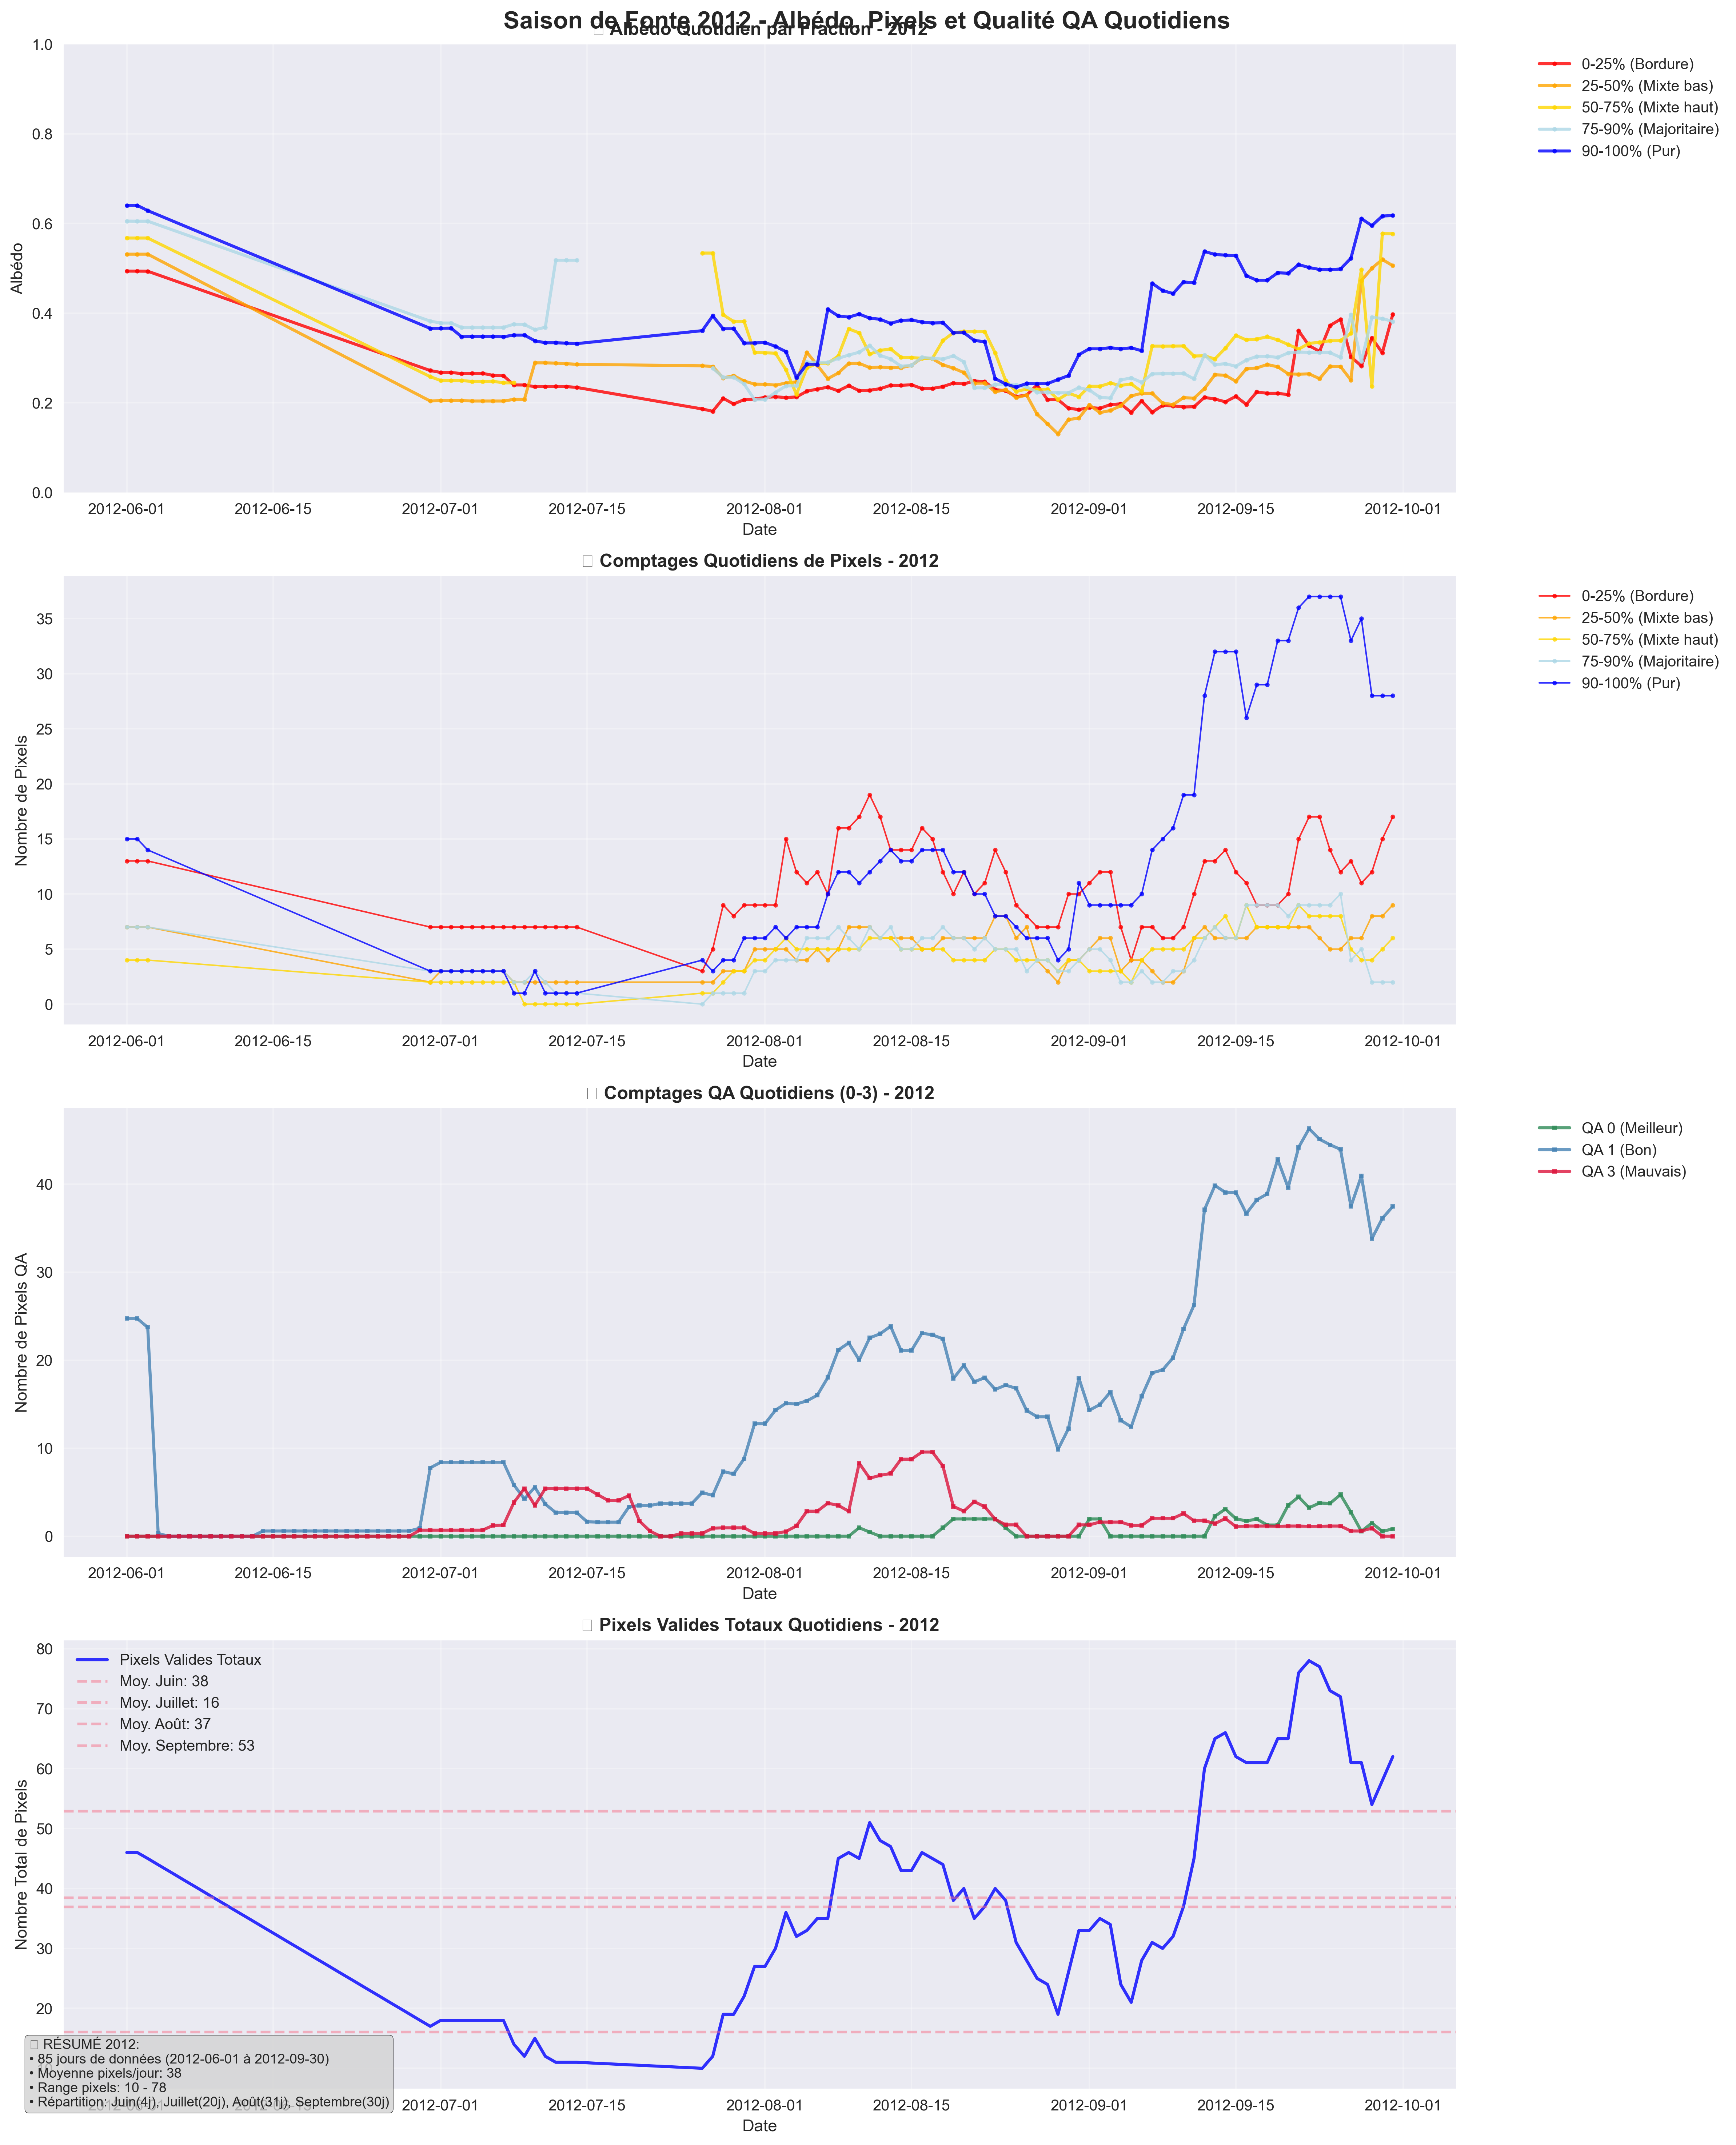 Saison de Fonte 2012 - Albédo, Pixels et Qualité QA Quotidiens
Albédo Quotidien par Fraction - 2012
Albédo
1.0
0.8
0.6
0.4
0.2
0.0
2012-06-01 2012-06-15 2012-07-01 2012-07-15 2012-08-01 2012-08-15 2012-09-01 2012-09-15 2012-10-01
Date
0-25% (Bordure)
25-50% (Mixte bas)
50-75% (Mixte haut)
75-90% (Majoritaire)
90-100% (Pur)
Comptages Quotidiens de Pixels - 2012
Nombre de Pixels
35
30
25
20
15
10
5
0
2012-06-01 2012-06-15 2012-07-01 2012-07-15 2012-08-01 2012-08-15 2012-09-01 2012-09-15 2012-10-01
Date
0-25% (Bordure)
25-50% (Mixte bas)
50-75% (Mixte haut)
75-90% (Majoritaire)
90-100% (Pur)
Comptages QA Quotidiens (0-3) - 2012
Nombre de Pixels QA
40
30
20
10
0
2012-06-01 2012-06-15 2012-07-01 2012-07-15 2012-08-01 2012-08-15 2012-09-01 2012-09-15 2012-10-01
Date
QA 0 (Meilleur)
QA 1 (Bon)
QA 3 (Mauvais)
Pixels Valides Totaux Quotidiens - 2012
Nombre Total de Pixels
80
70
60
50
40
30
20
Pixels Valides Totaux
Moy. Juin: 38
Moy. Juillet: 16
Moy. Août: 37
Moy. Septembre: 53
RÉSUMÉ 2012:
• 85 jours de données (2012-06-01 à 2012-09-30)
• Moyenne pixels/jour: 38
• Range pixels: 10 - 78
• Répartition: Juin(4j), Juillet(20j), Août(31j), Septembre(30j)
2012-07-01 2012-07-15 2012-08-01 2012-08-15 2012-09-01 2012-09-15 2012-10-01
Date